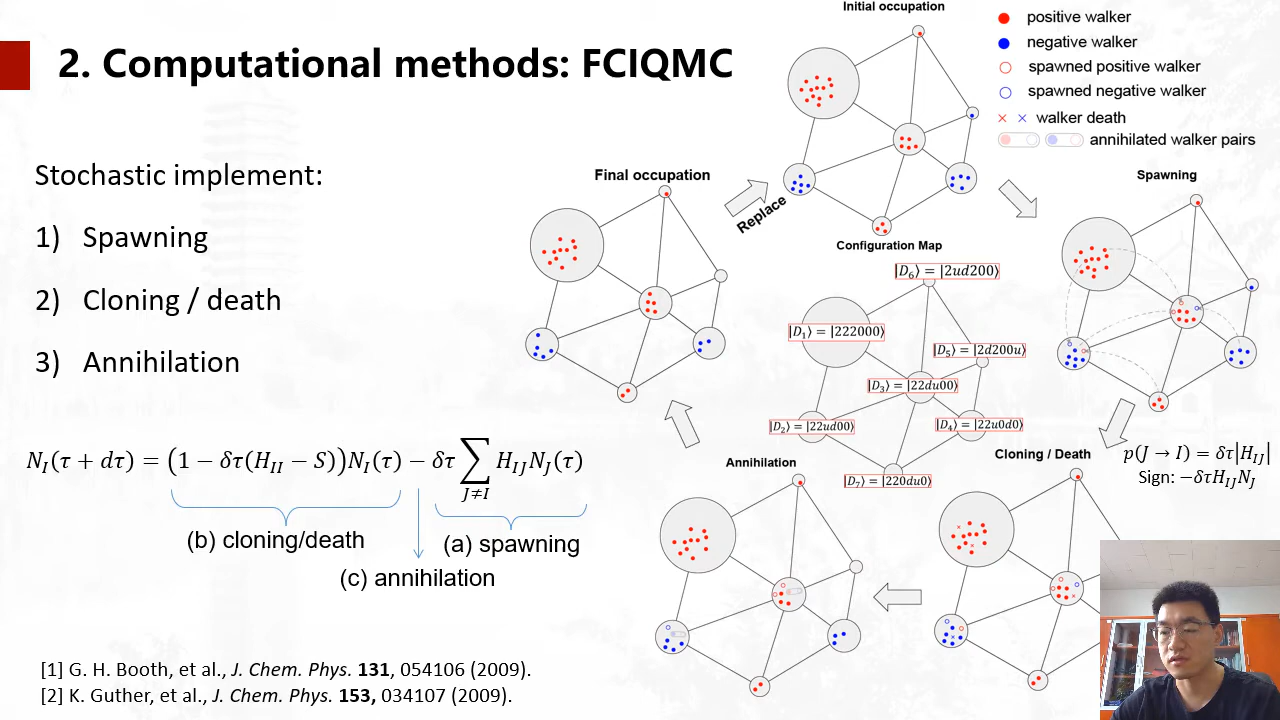 2. Computational methods: FCIQMC
Stochastic implement:
1) Spawning
2) Cloning / death
3) Annihilation
N_I(τ + dτ) = (1 − δτ(H_II − S))N_I(τ) − δτ ∑_{J≠I} H_IJ N_J(τ)
(b) cloning/death
(a) spawning
(c) annihilation
[1] G. H. Booth, et al., J. Chem. Phys. 131, 054106 (2009).
[2] K. Guther, et al., J. Chem. Phys. 153, 034107 (2009).
Initial occupation
positive walker
negative walker
spawned positive walker
spawned negative walker
walker death
annihilated walker pairs
Final occupation
Replace
Spawning
Configuration Map
|D_6⟩ = |2ud200⟩
|D_1⟩ = |222000⟩
|D_5⟩ = |2d200u⟩
|D_3⟩ = |22du00⟩
|D_2⟩ = |22ud00⟩
|D_4⟩ = |22u0d0⟩
|D_7⟩ = |220du0⟩
Annihilation
Cloning / Death
p(J → I) = δτ|H_IJ|
Sign: −δτH_IJ N_J